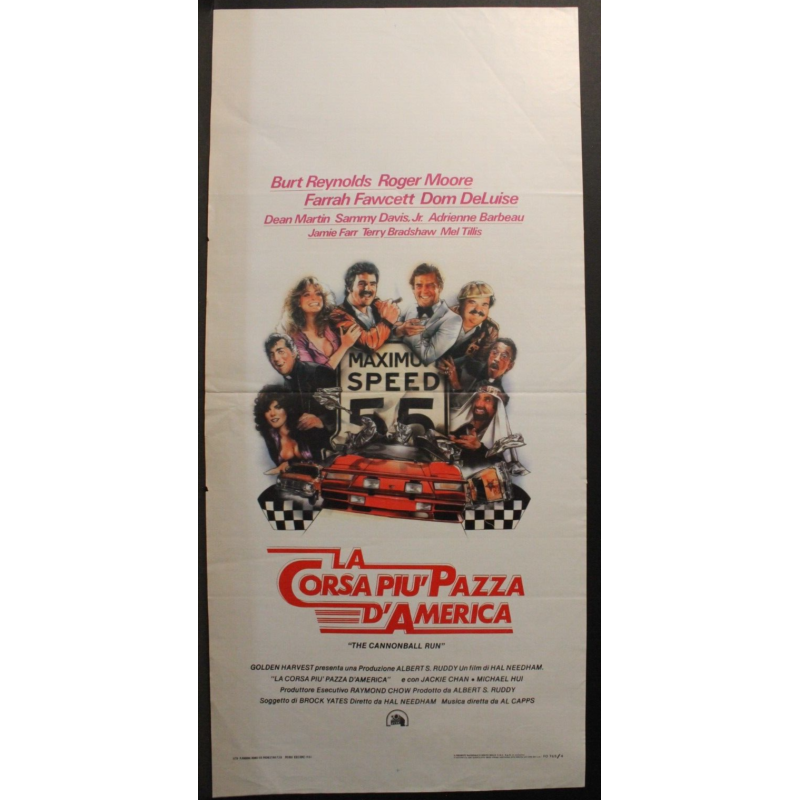 Burt Reynolds Roger Moore
Farrah Fawcett Dom DeLuise
Dean Martin Sammy Davis, Jr. Adrienne Barbeau
Jamie Farr Terry Bradshaw Mel Tillis
MAXIMU
SPEED
55
LA
CORSA PIU' PAZZA
D'AMERICA
"THE CANNONBALL RUN"
GOLDEN HARVEST presenta una Produzione ALBERT S. RUDDY Un film di HAL NEEDHAM.
"LA CORSA PIU' PAZZA D'AMERICA" e con JACKIE CHAN • MICHAEL HUI
Produttore Esecutivo RAYMOND CHOW Prodotto da ALBERT S. RUDDY
Soggetto di BROCK YATES Diretto da HAL NEEDHAM Musica diretta da AL CAPPS